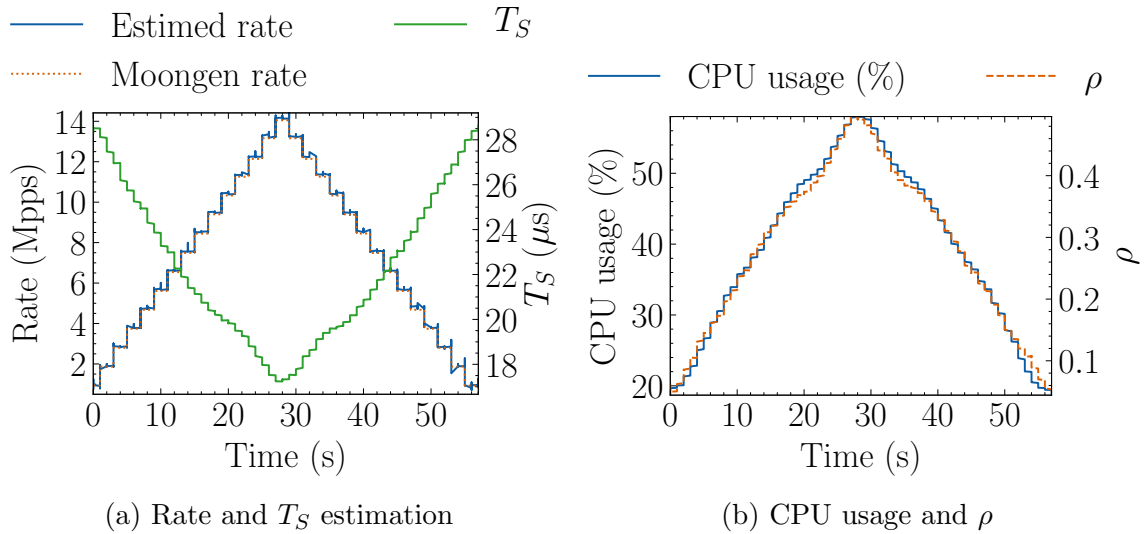 Estimed rate
T_S
Moongen rate
CPU usage (%)
ρ
14
12
10
8
6
4
2
Rate (Mpps)
28
26
24
22
20
18
T_S (μs)
0
10
20
30
40
50
Time (s)
50
40
30
20
CPU usage (%)
0.4
0.3
0.2
0.1
ρ
0
10
20
30
40
50
Time (s)
(a) Rate and T_S estimation
(b) CPU usage and ρ